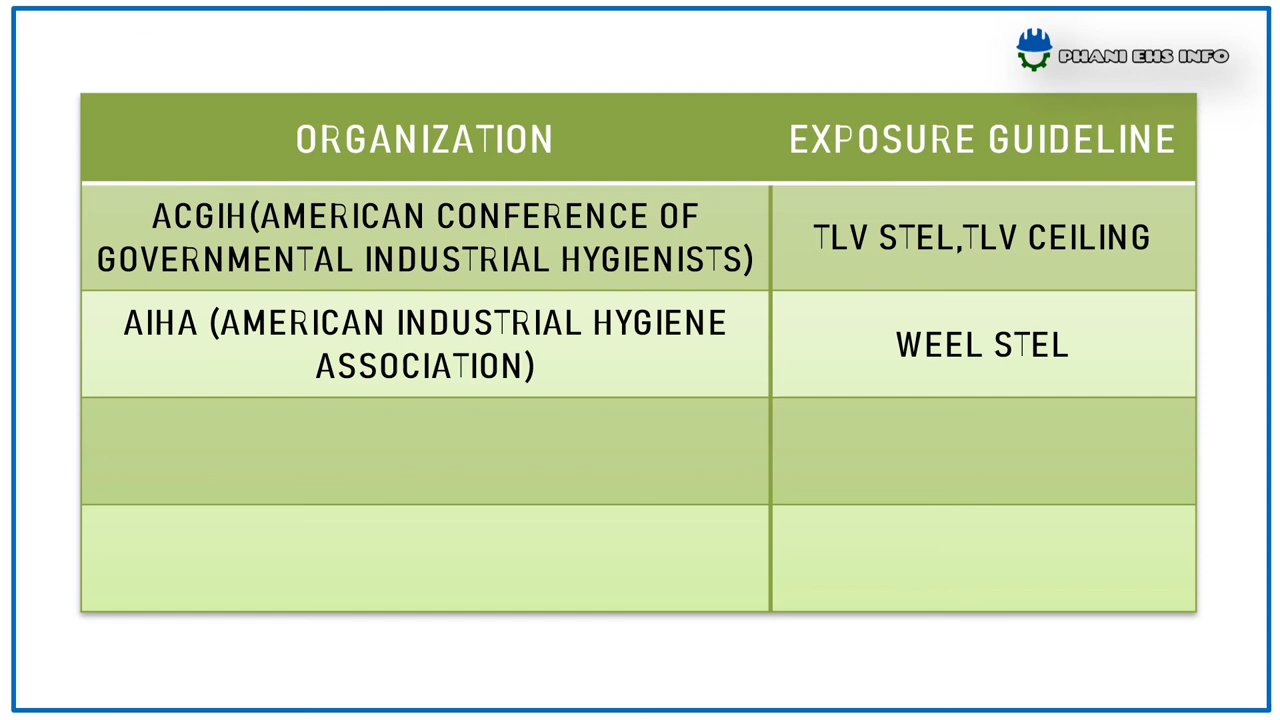 PHANI EHS INFO
ORGANIZATION
EXPOSURE GUIDELINE
ACGIH(AMERICAN CONFERENCE OF
GOVERNMENTAL INDUSTRIAL HYGIENISTS)
TLV STEL,TLV CEILING
AIHA (AMERICAN INDUSTRIAL HYGIENE
ASSOCIATION)
WEEL STEL